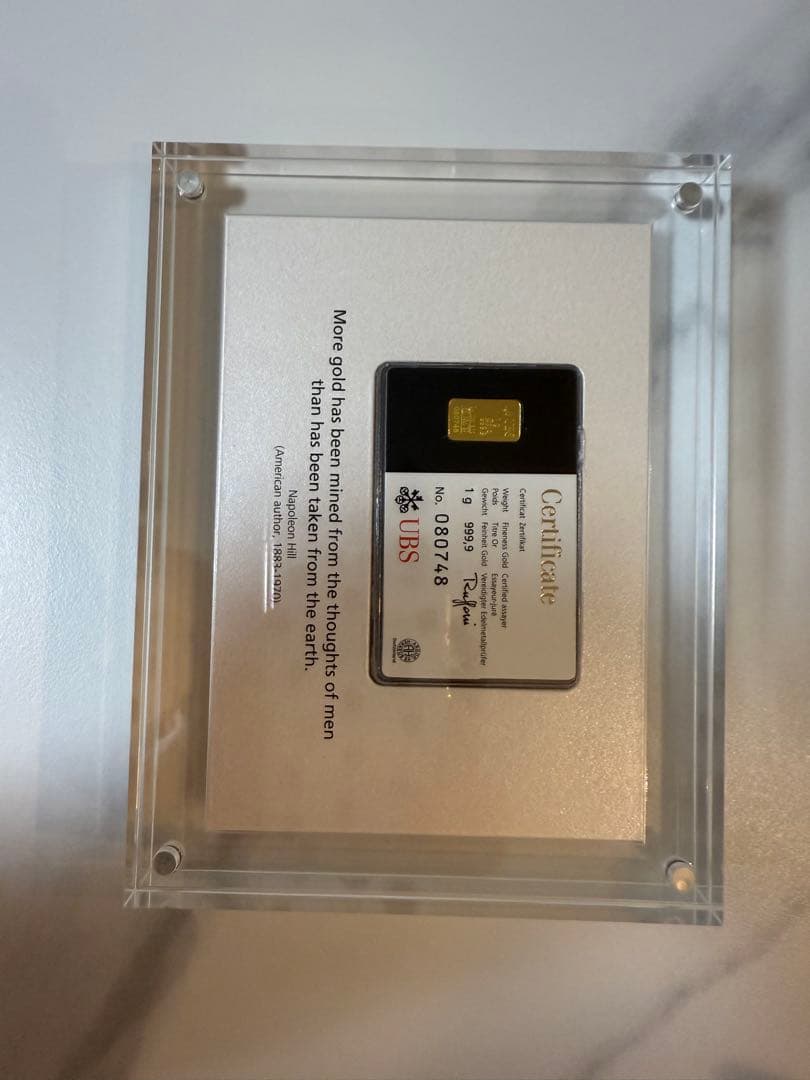 Certificate
Certificat Zertifikat
Weight Fineness Gold Certified assayer
Poids Titre Or Essayeur-juré
Gewicht Feinheit Gold Vereidigter Edelmetallprüfer
1 g 999,9
No. 080748
UBS
Switzerland
080748
More gold has been mined from the thoughts of men
than has been taken from the earth.
Napoleon Hill
(American author, 1883-1970)